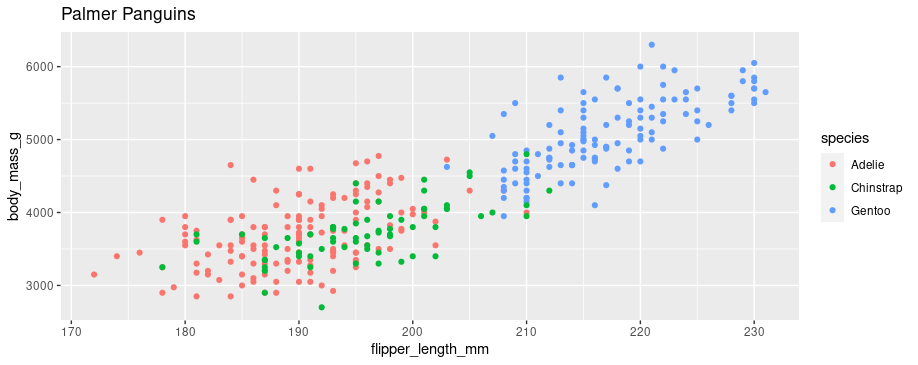 Palmer Panguins
body_mass_g
6000
5000
4000
3000
170 180 190 200 210 220 230
flipper_length_mm
species
Adelie
Chinstrap
Gentoo